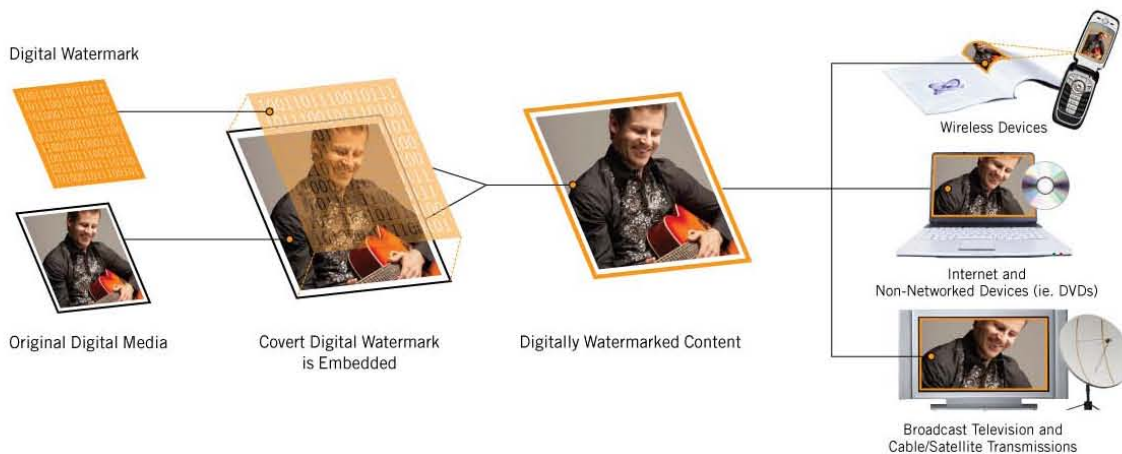 Digital Watermark
Original Digital Media
Covert Digital Watermark
is Embedded
Digitally Watermarked Content
Wireless Devices
Internet and
Non-Networked Devices (ie. DVDs)
Broadcast Television and
Cable/Satellite Transmissions